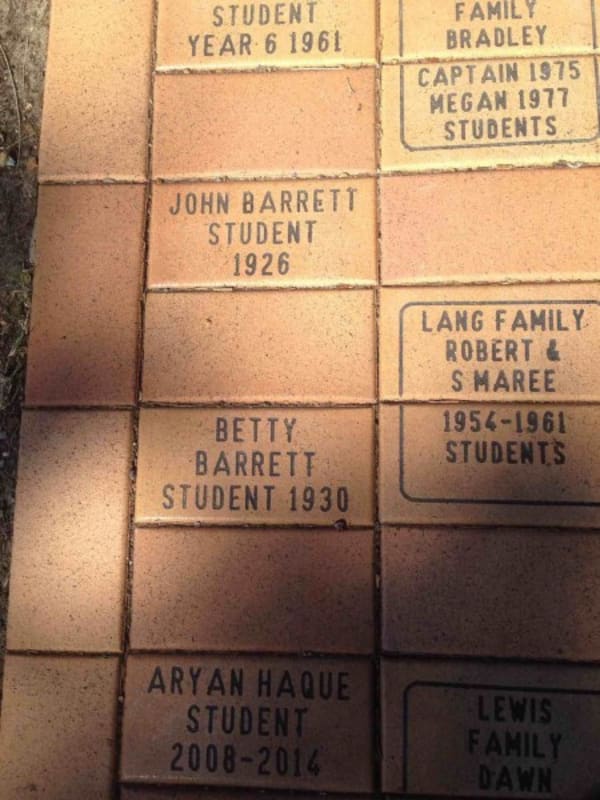 STUDENT
YEAR 6 1961
FAMILY
BRADLEY
CAPTAIN 1975
MEGAN 1977
STUDENTS
JOHN BARRETT
STUDENT
1926
LANG FAMILY
ROBERT &
S MAREE
1954-1961
STUDENTS
BETTY
BARRETT
STUDENT 1930
ARYAN HAQUE
STUDENT
2008-2014
LEWIS
FAMILY
DAWN